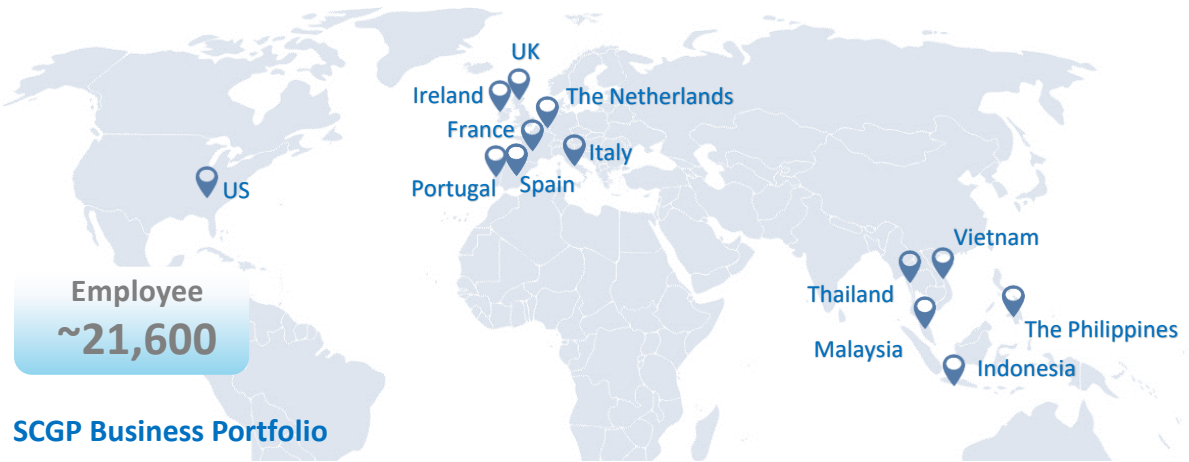 UK
Ireland
The Netherlands
France
Italy
Portugal
Spain
US
Vietnam
Thailand
The Philippines
Malaysia
Indonesia
Employee
~21,600
SCGP Business Portfolio